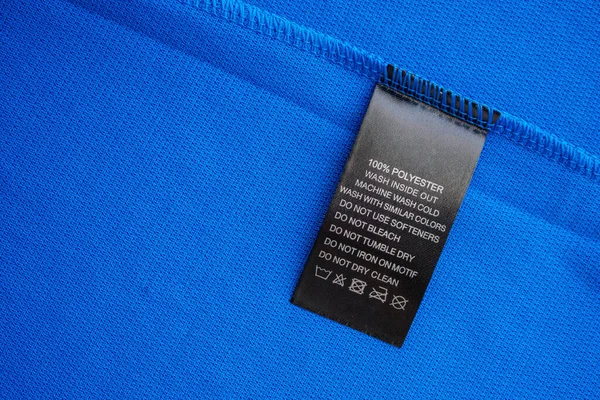 100% POLYESTER
WASH INSIDE OUT
MACHINE WASH COLD
WASH WITH SIMILAR COLORS
DO NOT USE SOFTENERS
DO NOT BLEACH
DO NOT TUMBLE DRY
DO NOT IRON ON MOTIF
DO NOT DRY CLEAN